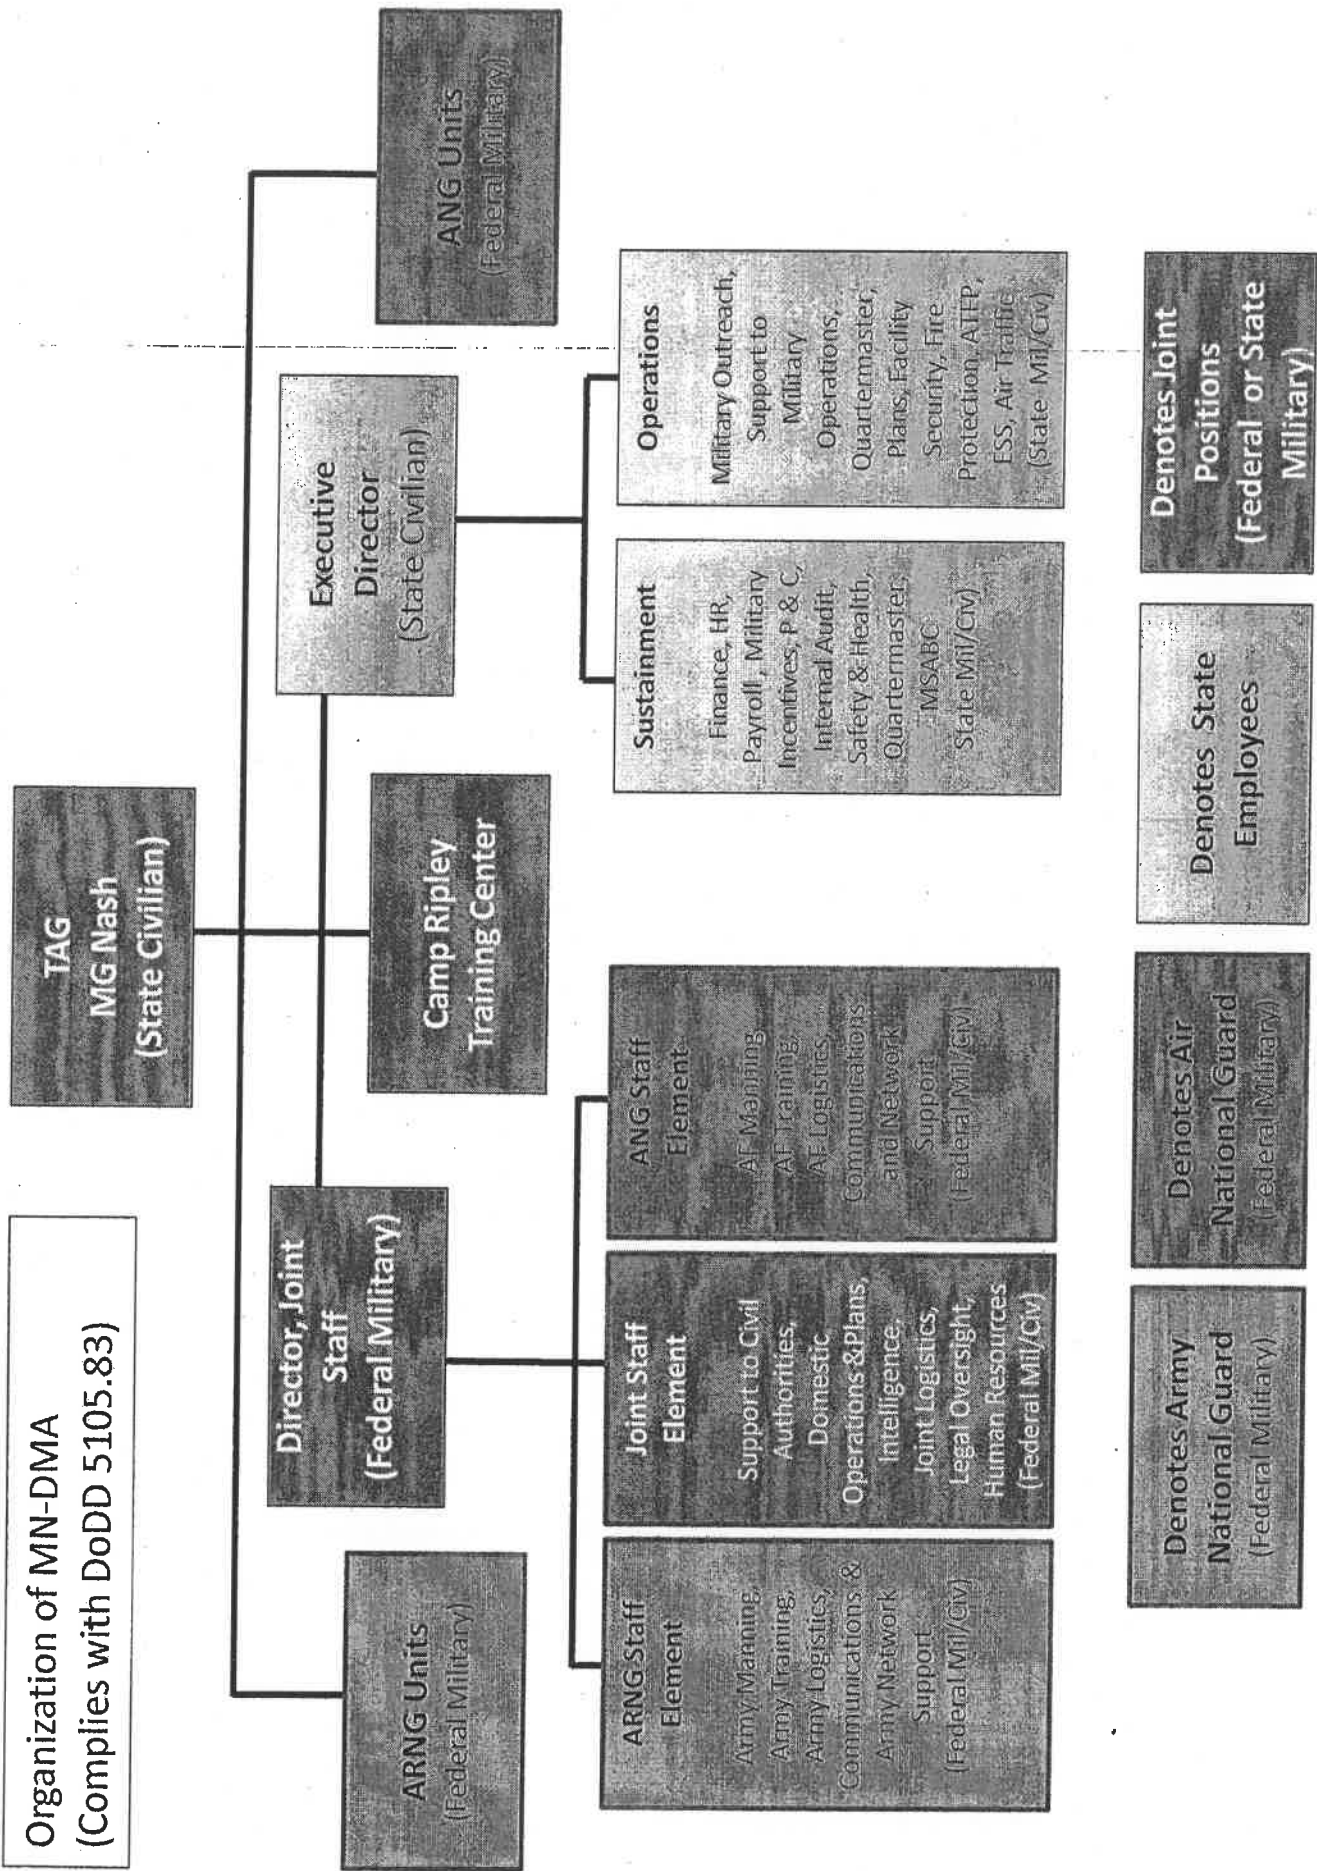 Organization of MN-DMA
(Complies with DoDD 5105.83)
TAG
MG Nash
(State Civilian)
ARNG Units
(Federal Military)
Director, Joint
Staff
(Federal Military)
Camp Ripley
Training Center
Executive
Director
(State Civilian)
ANG Units
(Federal Military)
ARNG Staff
Element
Army Manning,
Army Training,
Army Logistics,
Communications &
Army Network
Support
(Federal Mil/Civ)
Joint Staff
Element
Support to Civil
Authorities,
Domestic
Operations & Plans,
Intelligence,
Joint Logistics,
Legal Oversight,
Human Resources
(Federal Mil/Civ)
ANG Staff
Element
AF Manning
AF Training,
AF Logistics,
Communications
and Network
Support
(Federal Mil/Civ)
Sustainment
Finance, HR,
Payroll, Military
Incentives, P & C,
Internal Audit,
Safety & Health,
Quartermaster,
MSABC
State Mil/Civ)
Operations
Military Outreach,
Support to
Military
Operations,
Quartermaster,
Plans, Facility
Security, Fire
Protection, ATFP,
ESS, Air Traffic
(State Mil/Civ)
Denotes Army
National Guard
(Federal Military)
Denotes Air
National Guard
(Federal Military)
Denotes State
Employees
Denotes Joint
Positions
(Federal or State
Military)